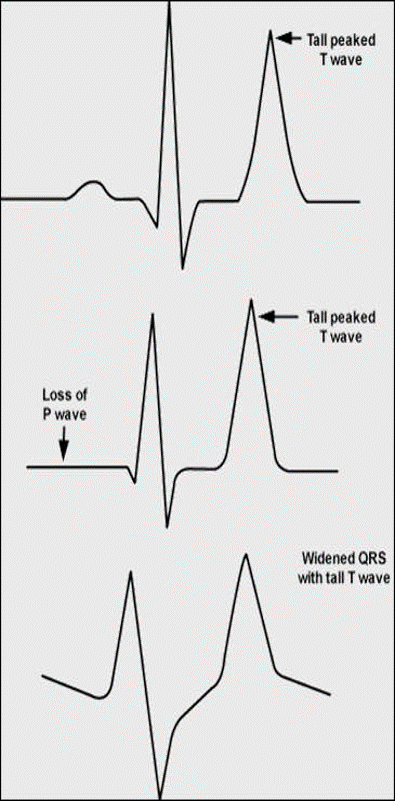 Tall peaked
T wave
Tall peaked
T wave
Loss of
P wave
Widened QRS
with tall T wave